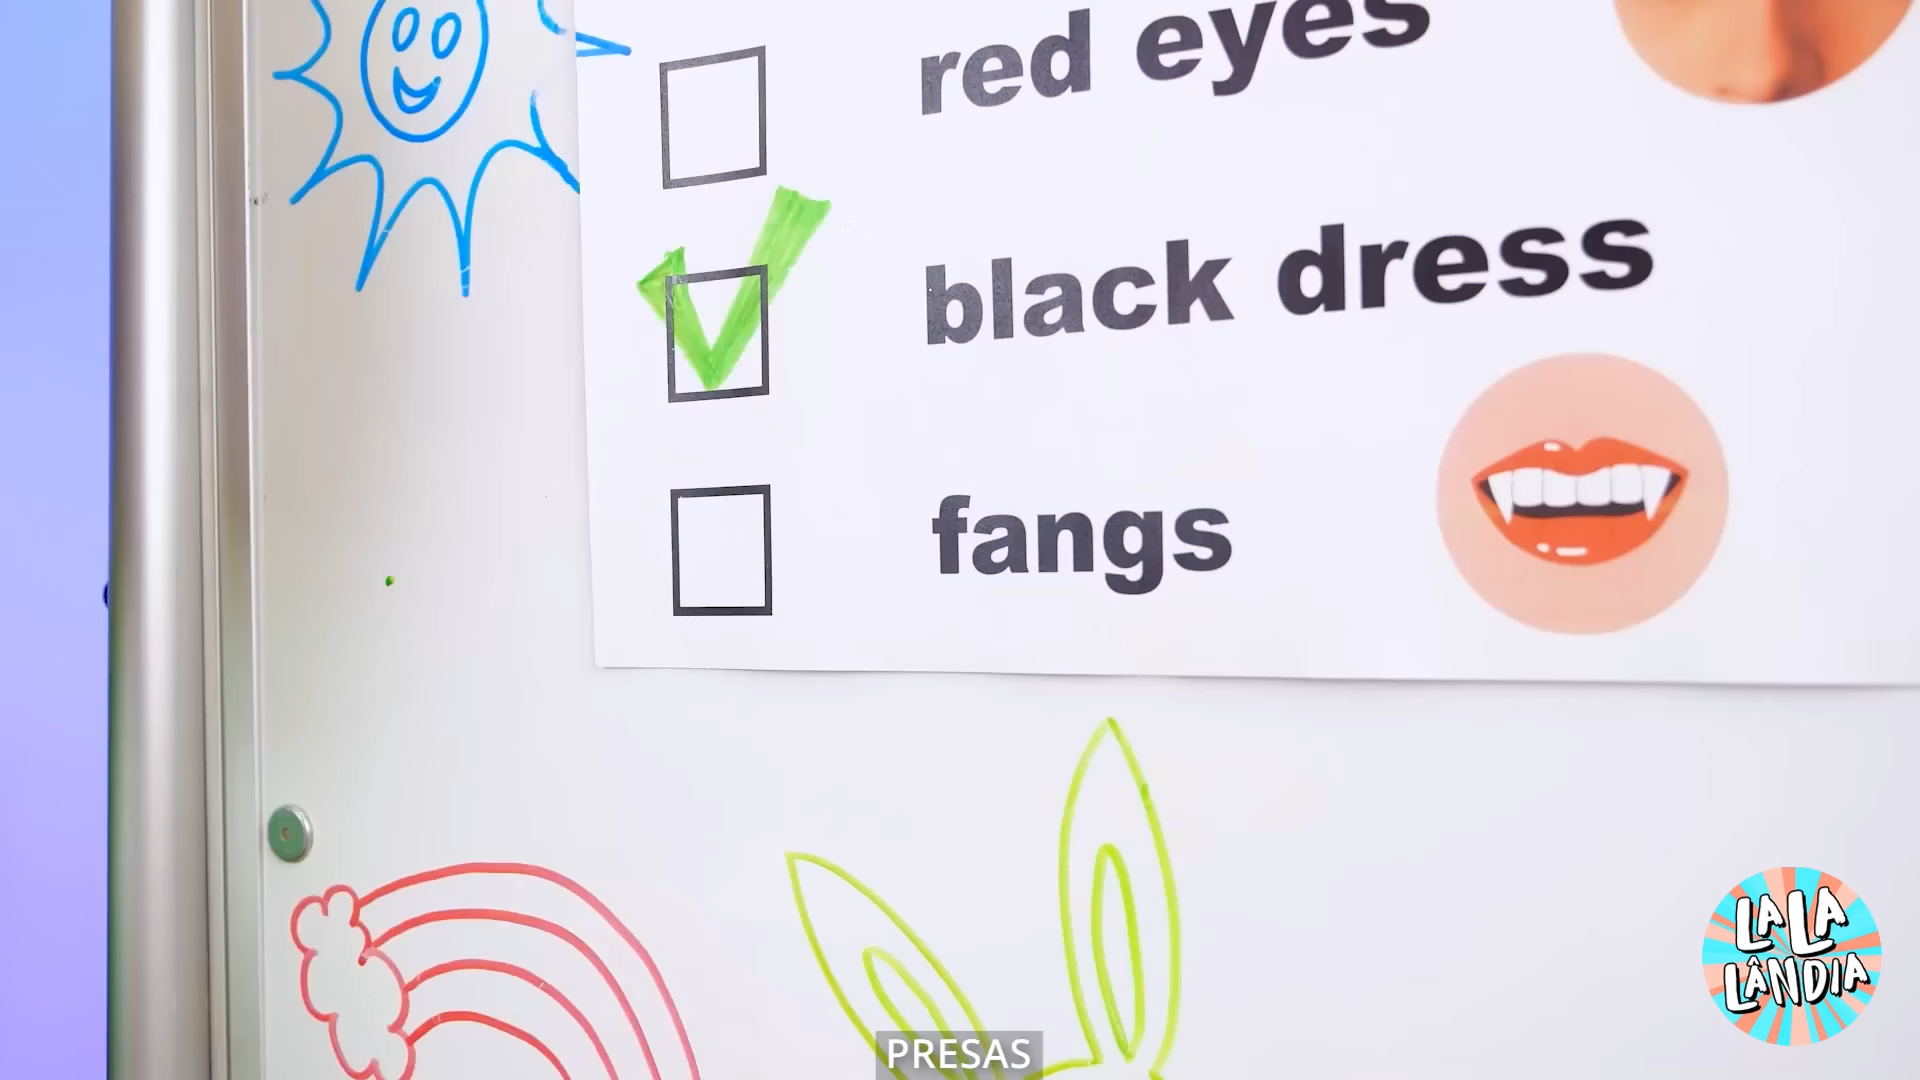 red eyes
black dress
fangs
LA LA
LÂNDIA
PRESAS